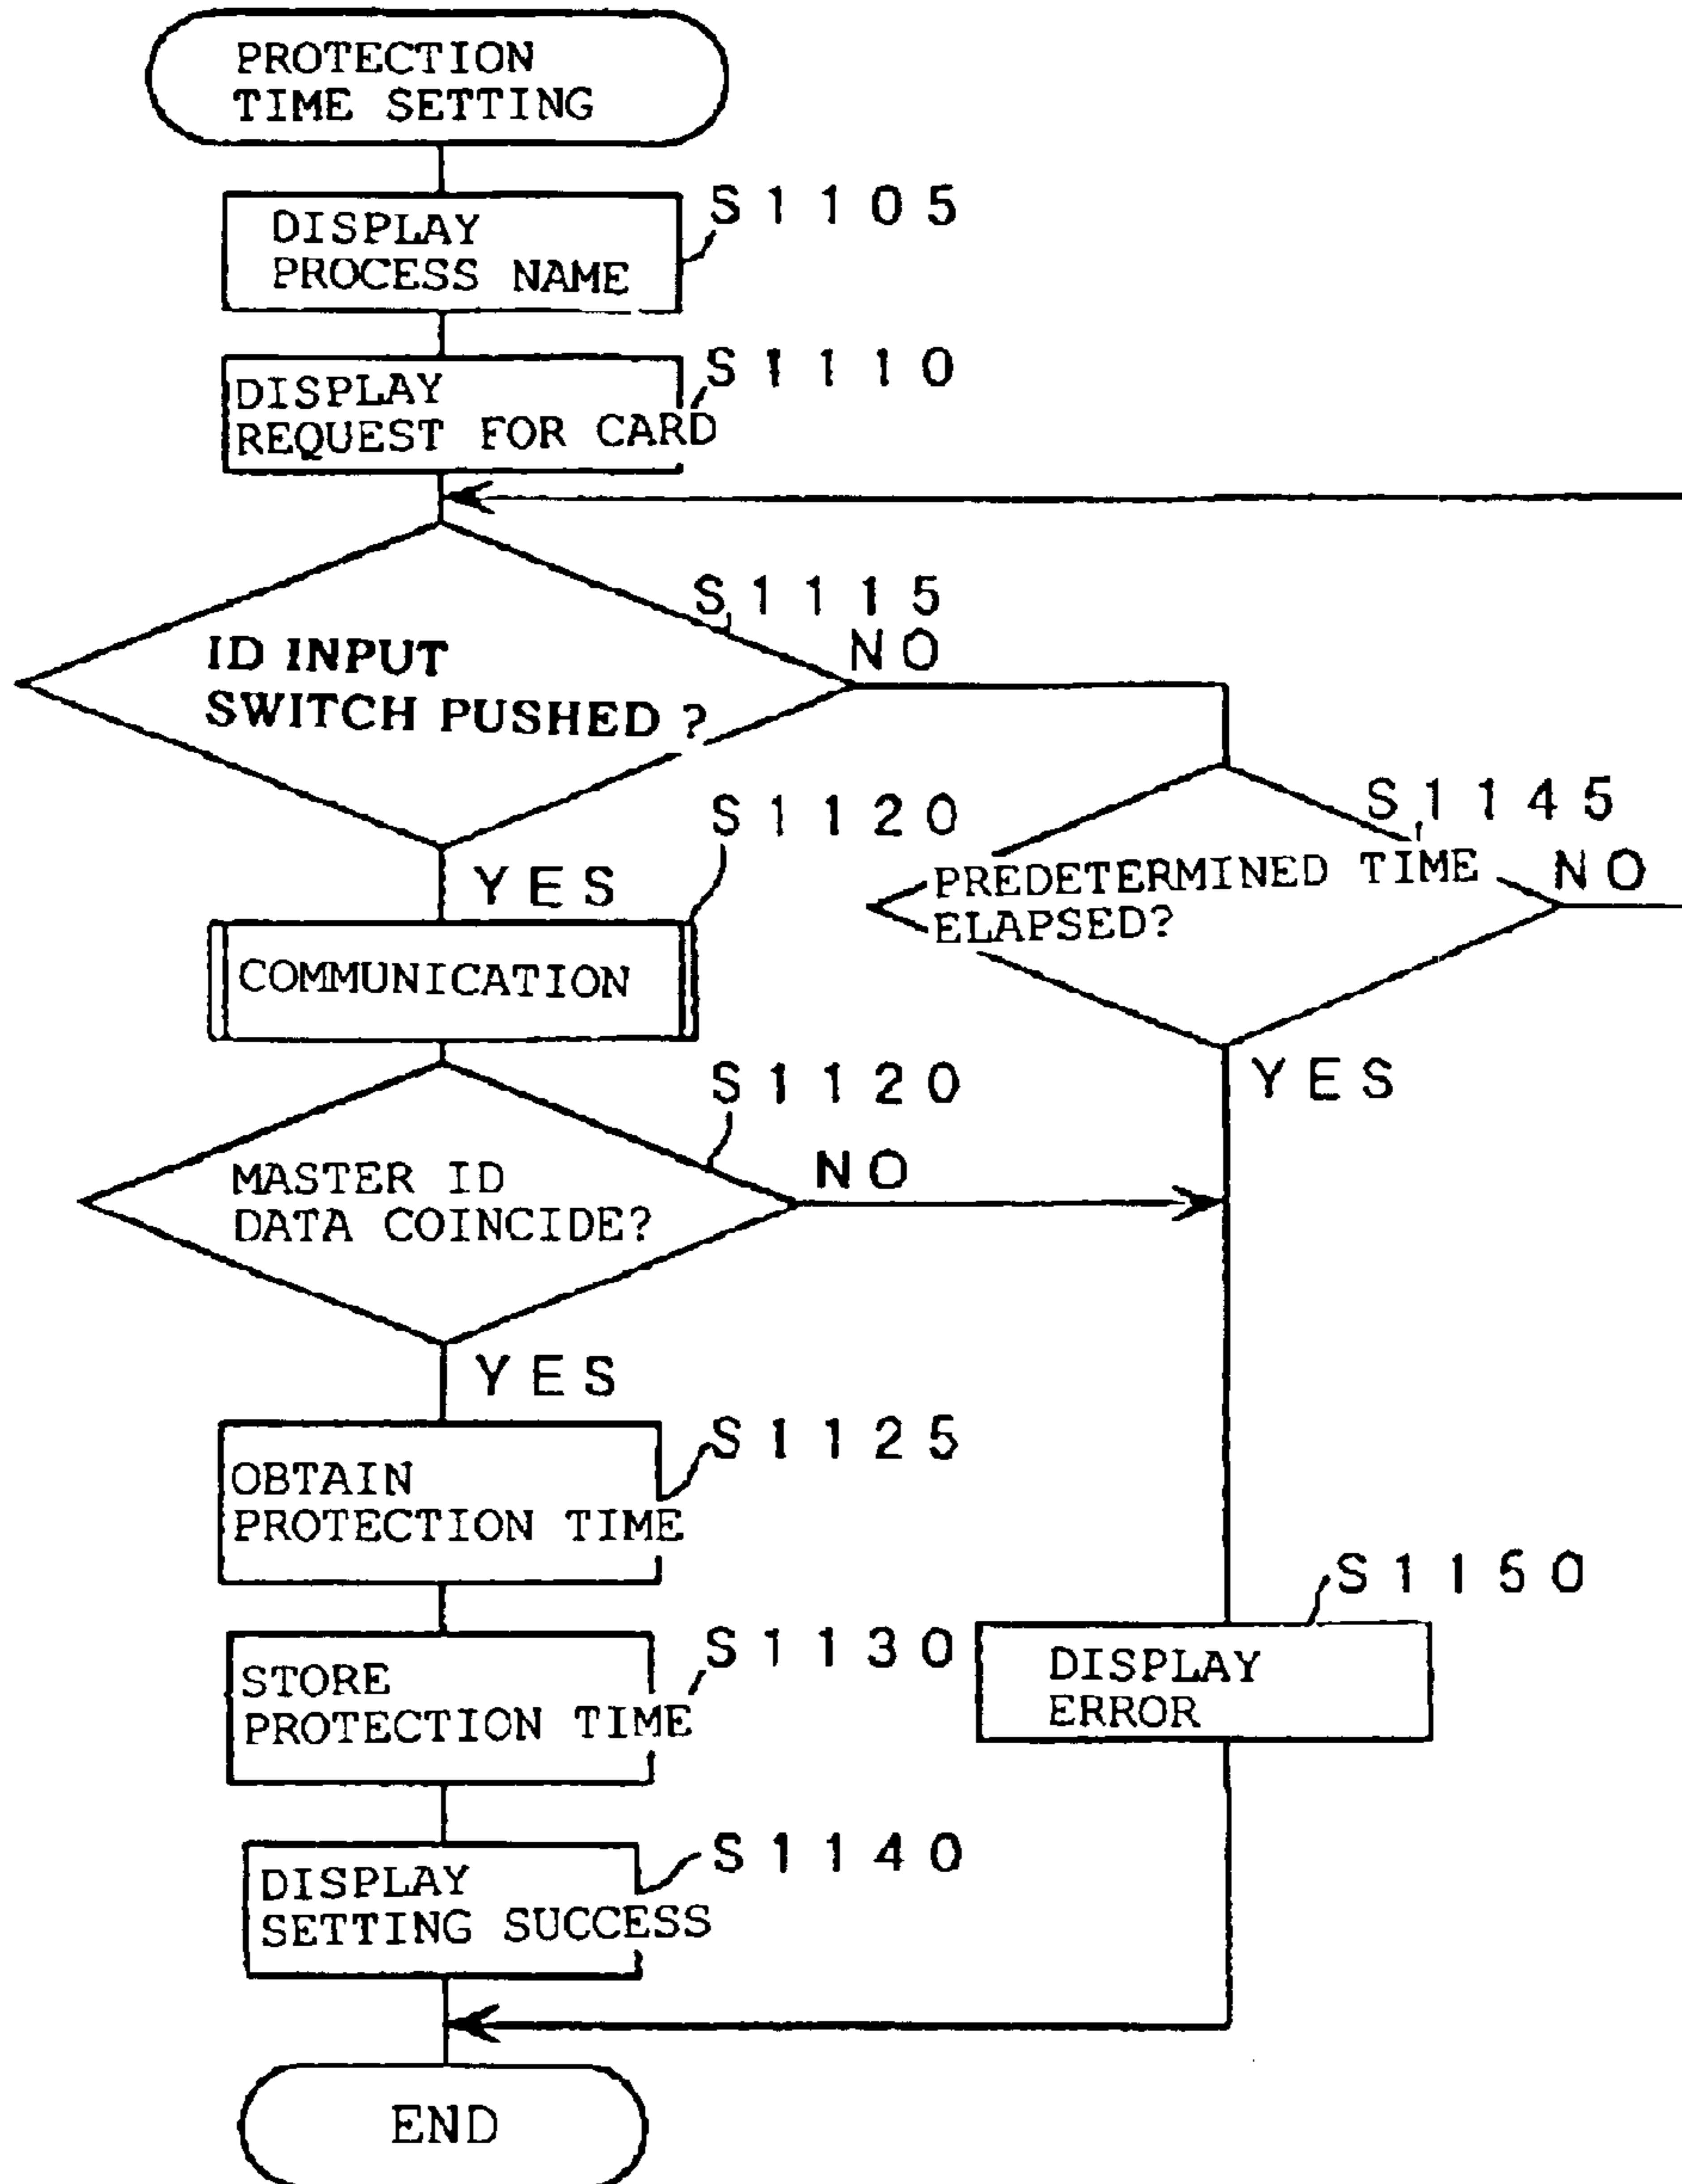 PROTECTION
TIME SETTING
S1105
DISPLAY
PROCESS NAME
S1110
DISPLAY
REQUEST FOR CARD
S1115
NO
ID INPUT
SWITCH PUSHED ?
YES
S1145
PREDETERMINED TIME
ELAPSED?
NO
YES
S1120
COMMUNICATION
S1120
MASTER ID
DATA COINCIDE?
NO
YES
S1125
OBTAIN
PROTECTION TIME
S1130
STORE
PROTECTION TIME
S1150
DISPLAY
ERROR
S1140
DISPLAY
SETTING SUCCESS
END